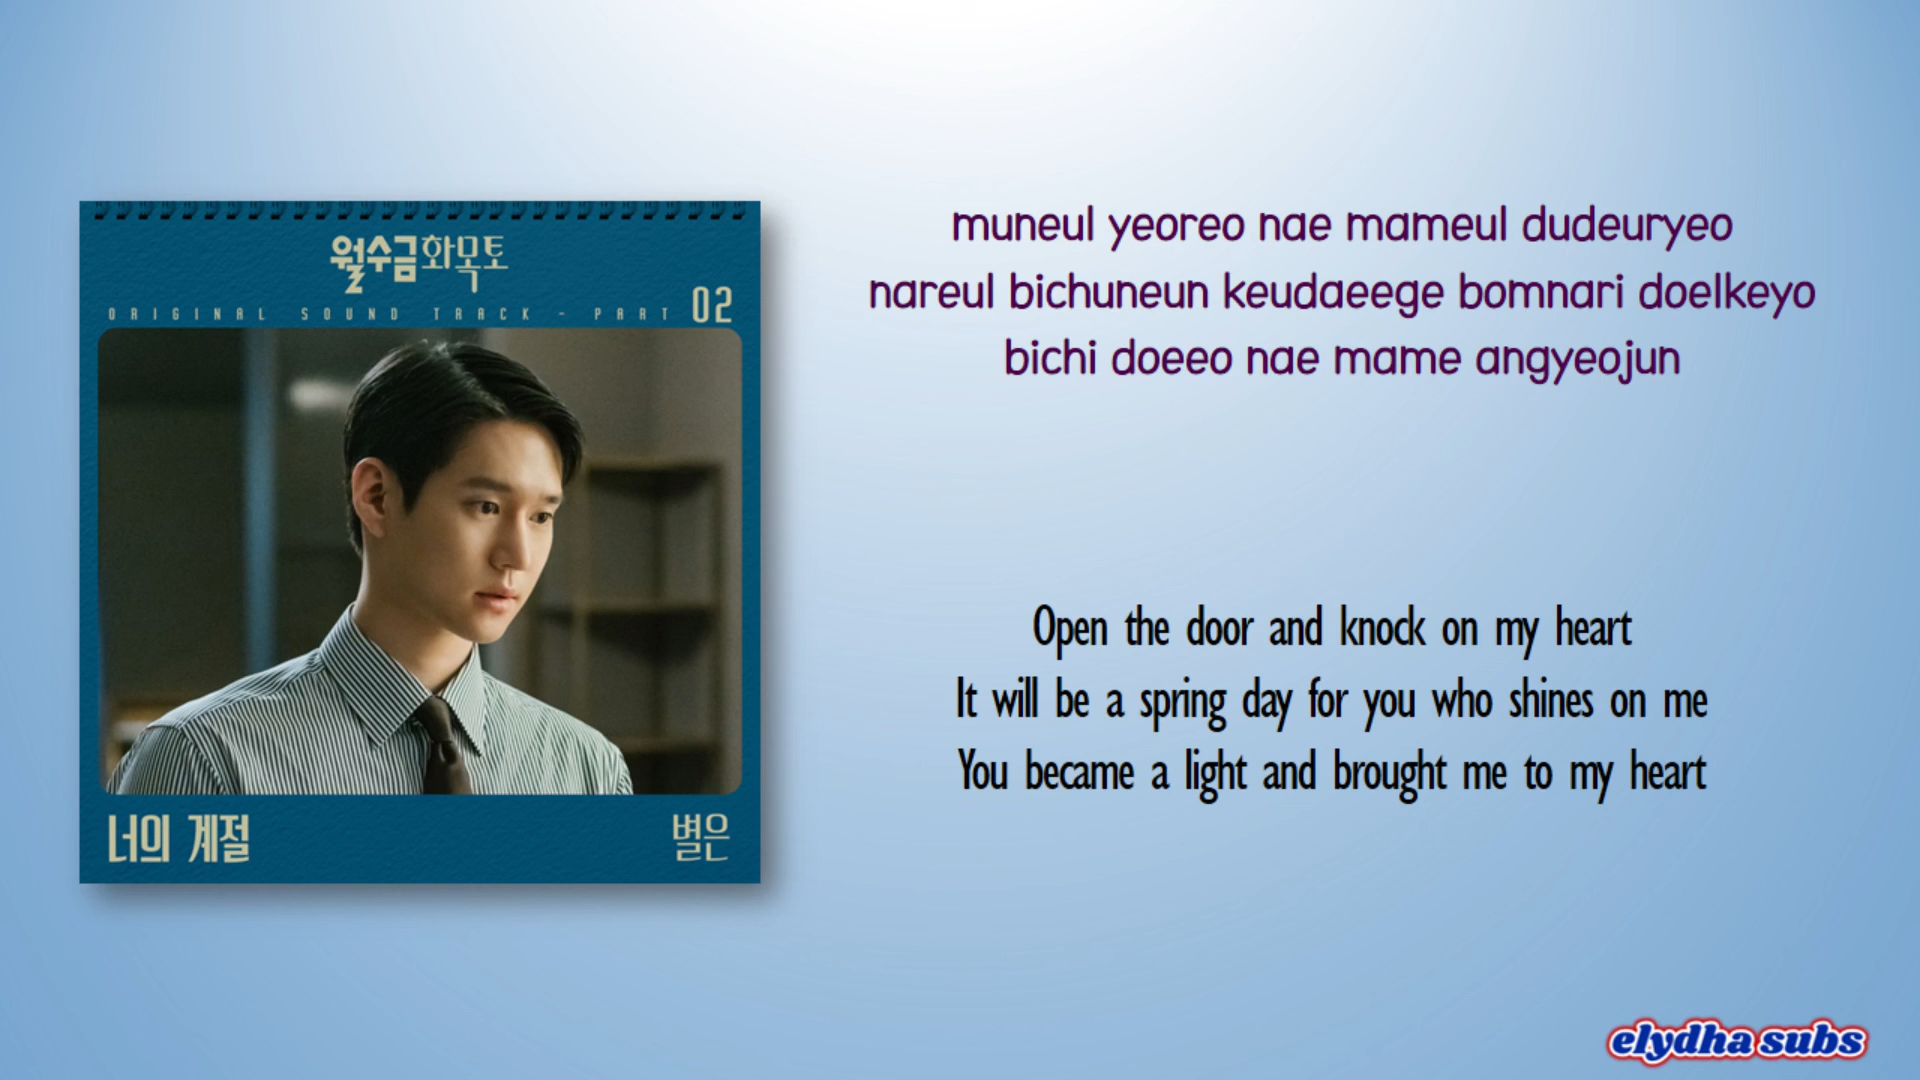 월수금화목토
ORIGINAL SOUND TRACK - PART 02
너의 계절
별은
muneul yeoreo nae mameul dudeuryeo
nareul bichuneun keudaeege bomnari doelkeyo
bichi doeeo nae mame angyeojun
Open the door and knock on my heart
It will be a spring day for you who shines on me
You became a light and brought me to my heart
elydha subs